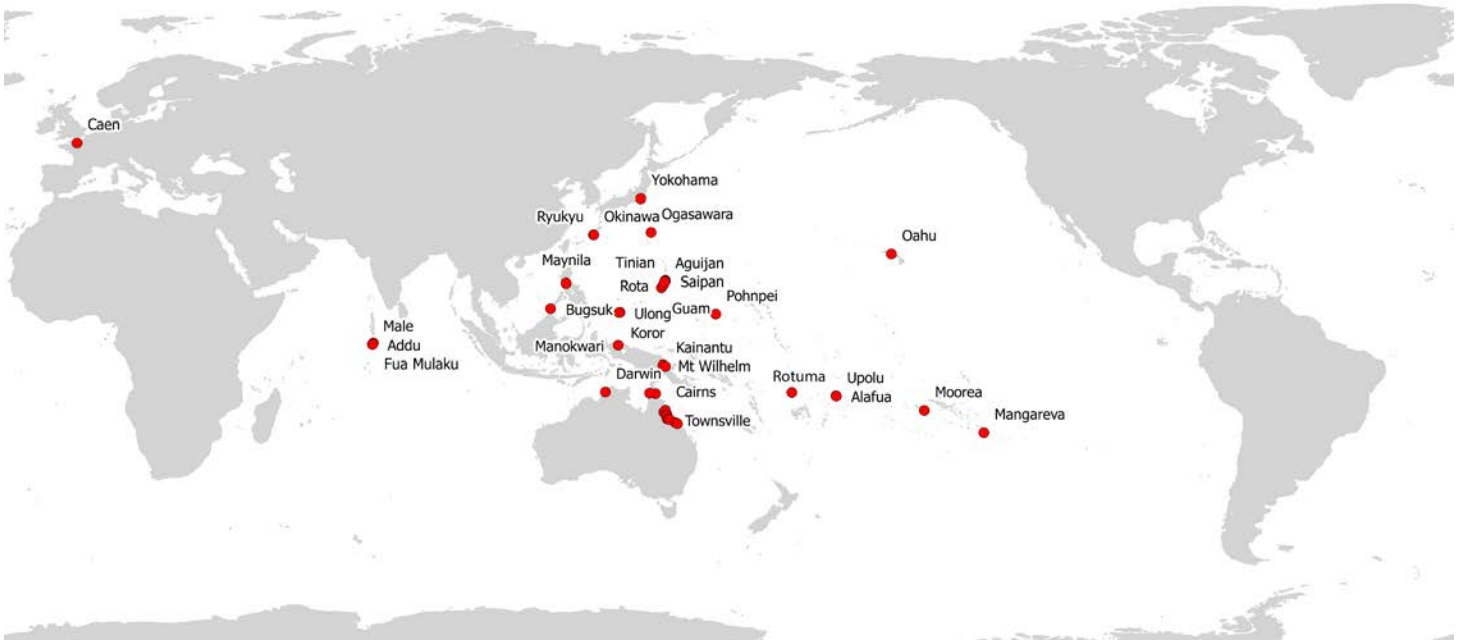 Caen
Yokohama
Ryukyu
Okinawa
Ogasawara
Oahu
Maynila
Tinian
Aguijan
Rota
Saipan
Bugsuk
Ulong
Guam
Pohnpei
Male
Addu
Fua Mulaku
Koror
Manokwari
Kainantu
Mt Wilhelm
Darwin
Cairns
Rotuma
Upolu
Alafua
Moorea
Mangareva
Townsville